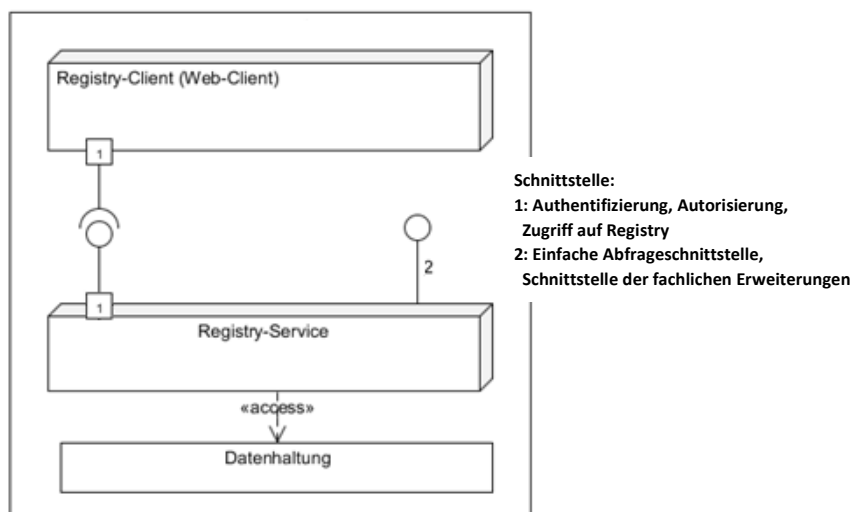 Registry-Client (Web-Client)
1
Schnittstelle:
1: Authentifizierung, Autorisierung,
Zugriff auf Registry
2: Einfache Abfrageschnittstelle,
Schnittstelle der fachlichen Erweiterungen
2
1
Registry-Service
«access»
Datenhaltung